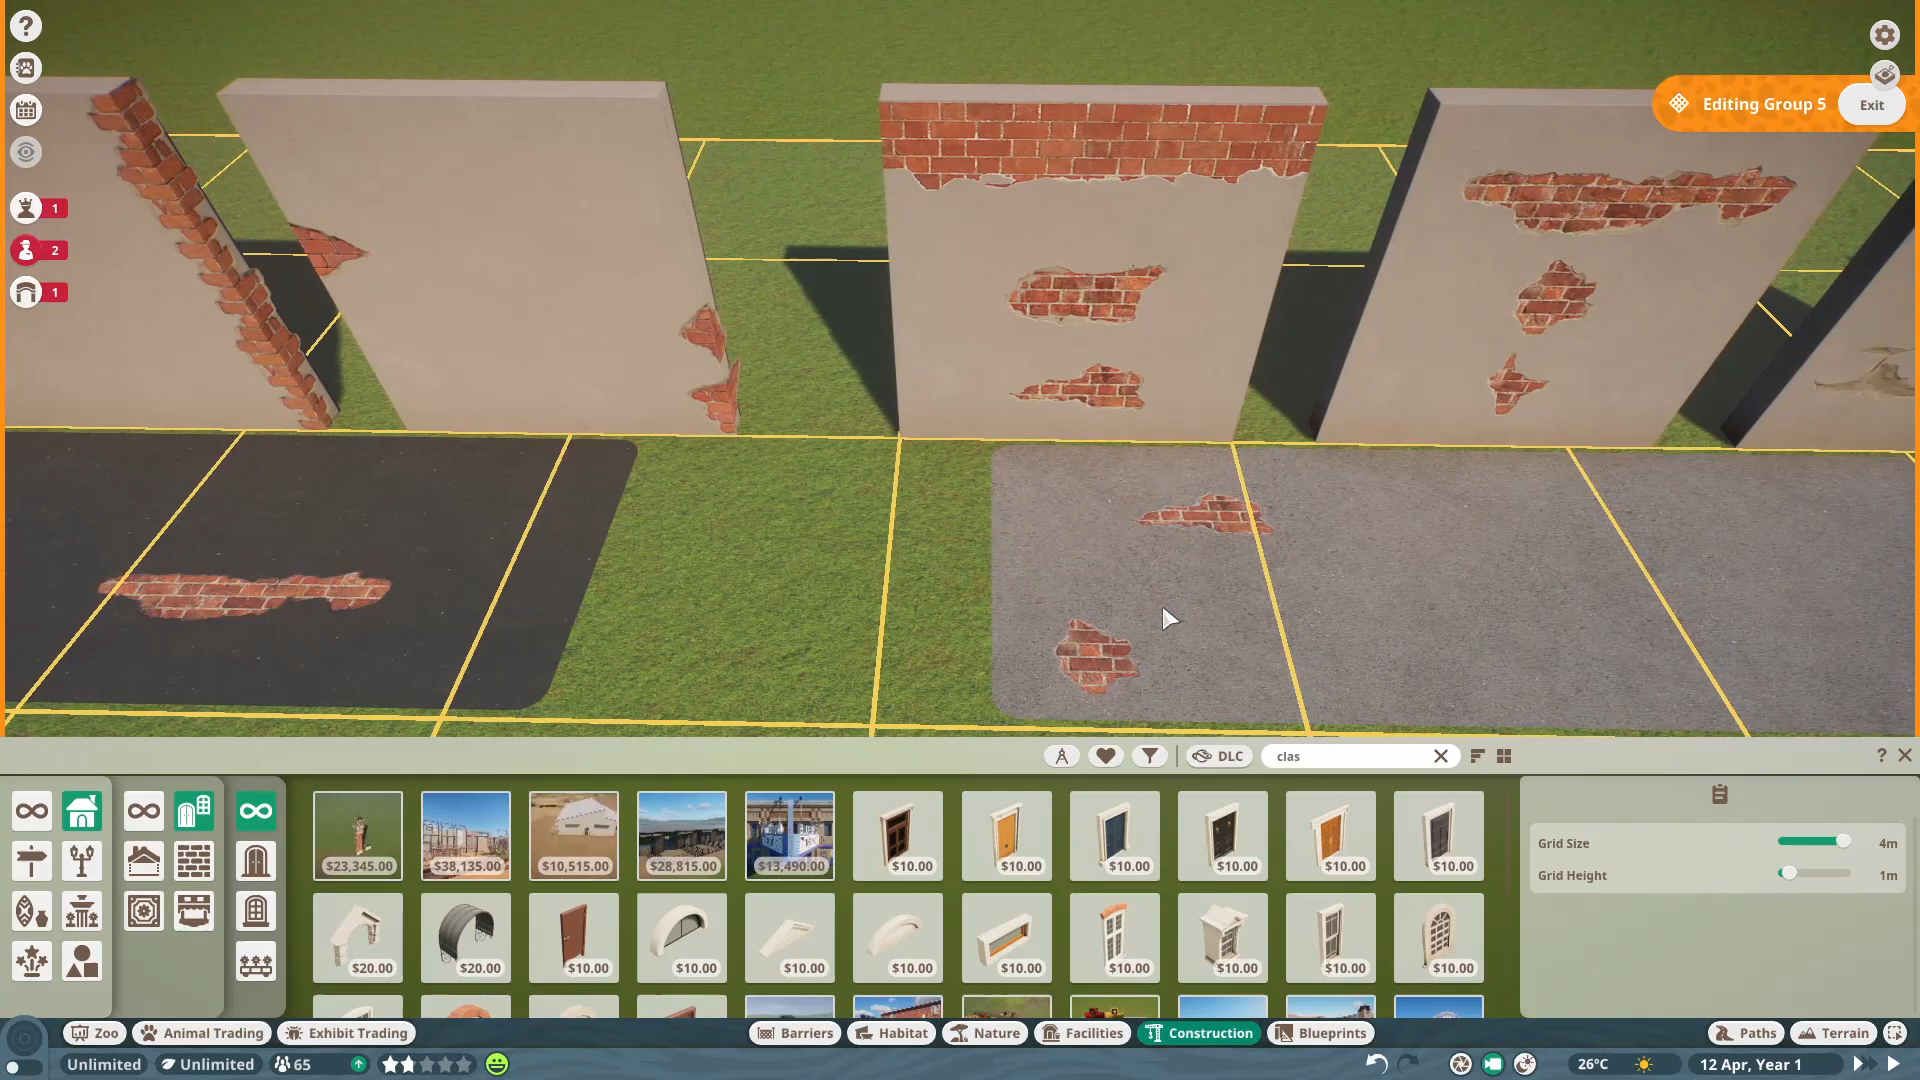 ?
1
2
1
Editing Group 5
Exit
DLC
clas
?
$23,345.00
$38,135.00
$10,515.00
$28,815.00
$13,490.00
$10.00
$10.00
$10.00
$10.00
$10.00
$10.00
$20.00
$20.00
$10.00
$10.00
$10.00
$10.00
$10.00
$10.00
$10.00
$10.00
$10.00
Grid Size
4m
Grid Height
1m
Zoo
Animal Trading
Exhibit Trading
Barriers
Habitat
Nature
Facilities
Construction
Blueprints
Paths
Terrain
Unlimited
Unlimited
65
26°C
12 Apr, Year 1